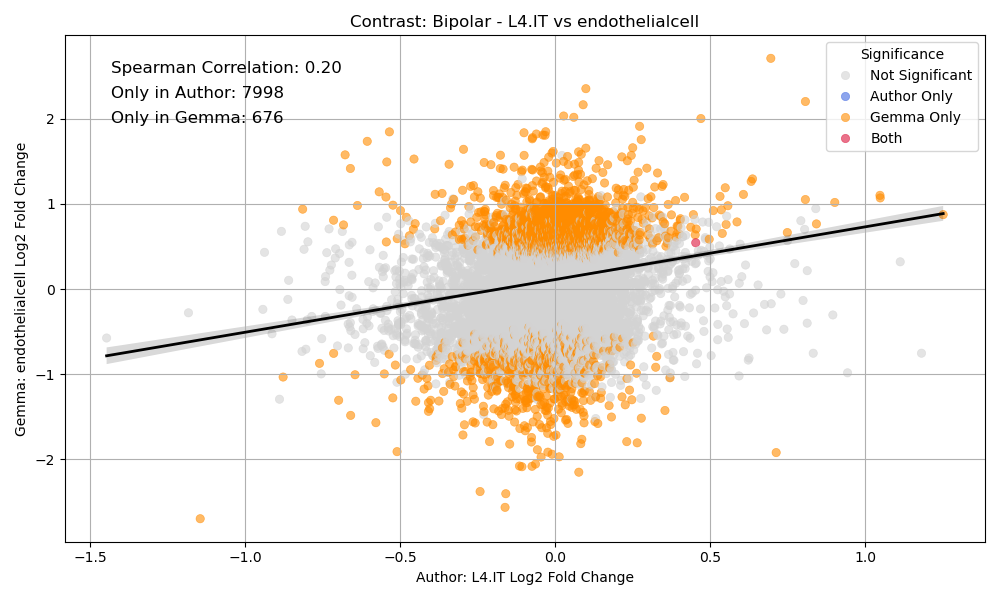 Contrast: Bipolar - L4.IT vs endothelialcell
Spearman Correlation: 0.20
Only in Author: 7998
Only in Gemma: 676
Significance
Not Significant
Author Only
Gemma Only
Both
Gemma: endothelialcell Log2 Fold Change
2
1
0
−1
−2
−1.5
−1.0
−0.5
0.0
0.5
1.0
Author: L4.IT Log2 Fold Change